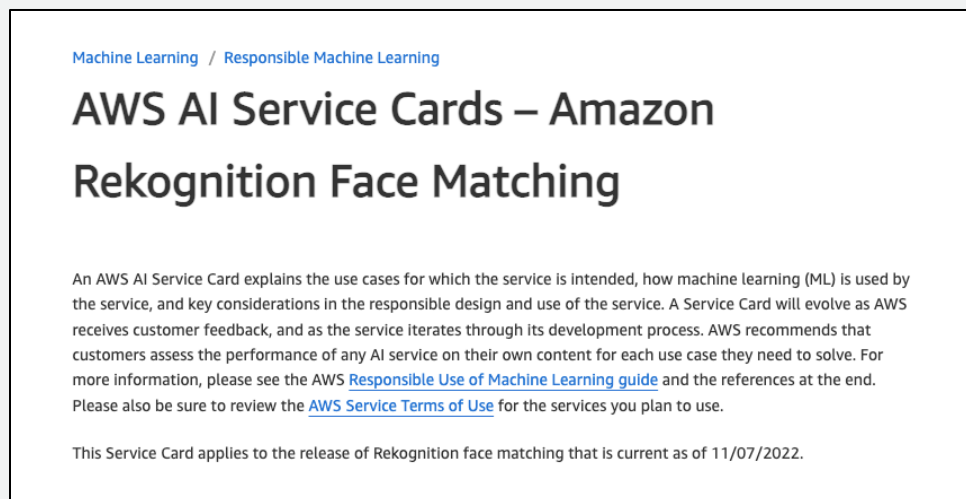 Machine Learning / Responsible Machine Learning
AWS AI Service Cards – Amazon
Rekognition Face Matching
An AWS AI Service Card explains the use cases for which the service is intended, how machine learning (ML) is used by
the service, and key considerations in the responsible design and use of the service. A Service Card will evolve as AWS
receives customer feedback, and as the service iterates through its development process. AWS recommends that
customers assess the performance of any AI service on their own content for each use case they need to solve. For
more information, please see the AWS Responsible Use of Machine Learning guide and the references at the end.
Please also be sure to review the AWS Service Terms of Use for the services you plan to use.
This Service Card applies to the release of Rekognition face matching that is current as of 11/07/2022.